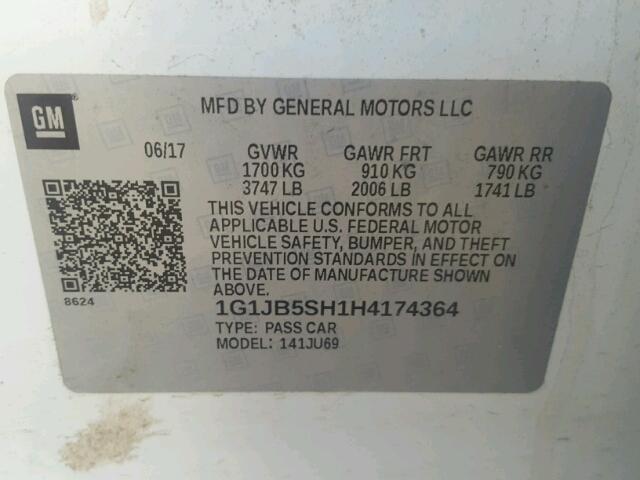 GM
MFD BY GENERAL MOTORS LLC
06/17 GVWR GAWR FRT GAWR RR
1700 KG 910 KG 790 KG
3747 LB 2006 LB 1741 LB
THIS VEHICLE CONFORMS TO ALL
APPLICABLE U.S. FEDERAL MOTOR
VEHICLE SAFETY, BUMPER, AND THEFT
PREVENTION STANDARDS IN EFFECT ON
THE DATE OF MANUFACTURE SHOWN
ABOVE.
8624
1G1JB5SH1H4174364
TYPE: PASS CAR
MODEL: 141JU69